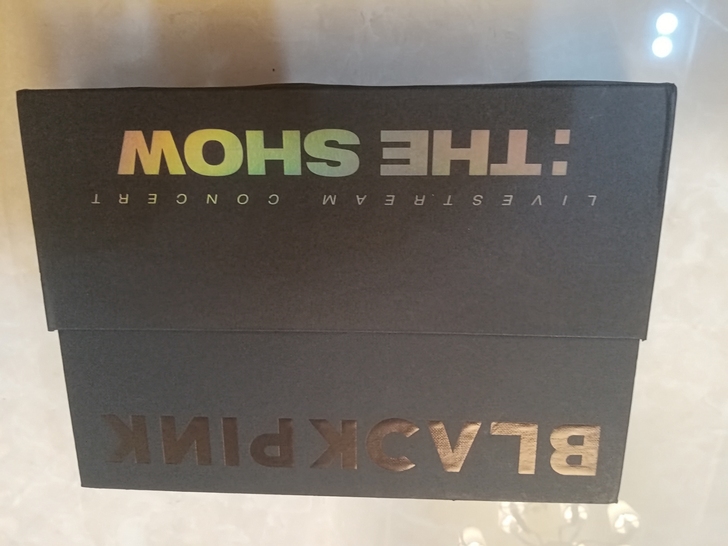 BLACKPINK
LIVESTREAM CONCERT
:THE SHOW